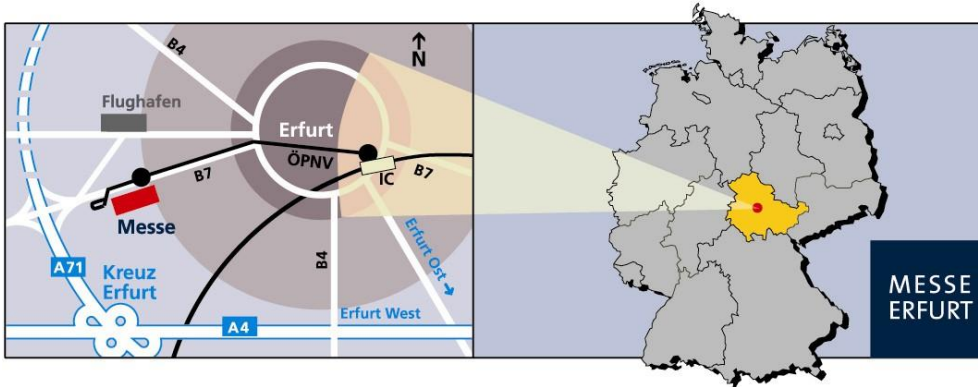 B4
N
Flughafen
Erfurt
ÖPNV
IC
B7
B7
Messe
Erfurt Ost
A71
Kreuz
Erfurt
B4
Erfurt West
A4
MESSE
ERFURT